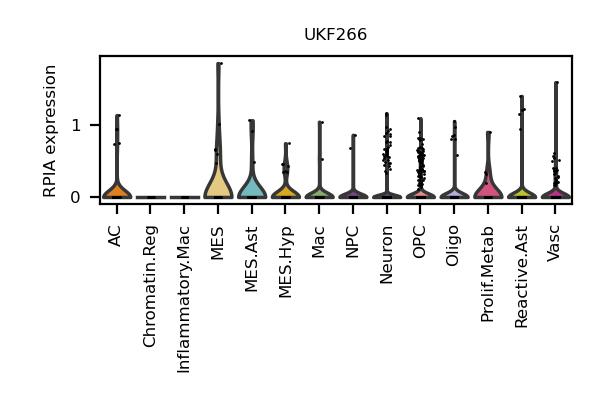 UKF266
RPIA expression
1
0
AC
Chromatin.Reg
Inflammatory.Mac
MES
MES.Ast
MES.Hyp
Mac
NPC
Neuron
OPC
Oligo
Prolif.Metab
Reactive.Ast
Vasc